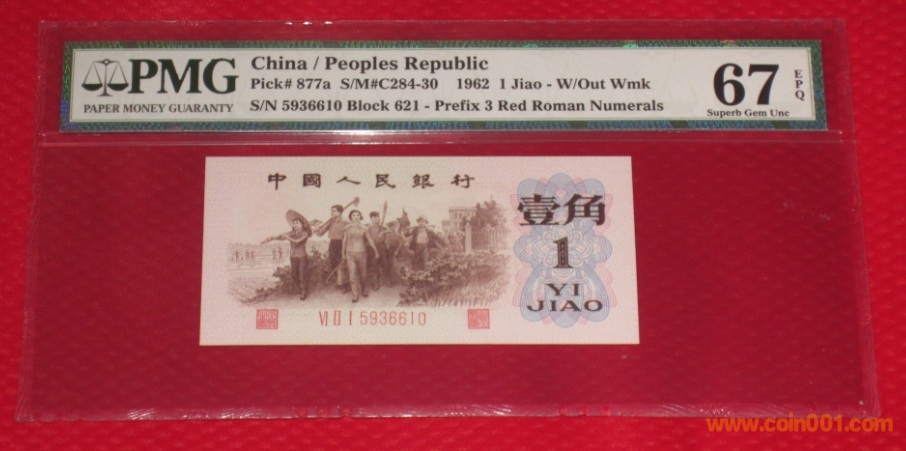 PMG
PAPER MONEY GUARANTY
China / Peoples Republic
Pick# 877a S/M#C284-30 1962 1 Jiao - W/Out Wmk
S/N 5936610 Block 621 - Prefix 3 Red Roman Numerals
67
EPQ
Superb Gem Unc
中國人民銀行
壹角
1
YI
JIAO
VI II I 5936610
www.coin001.com